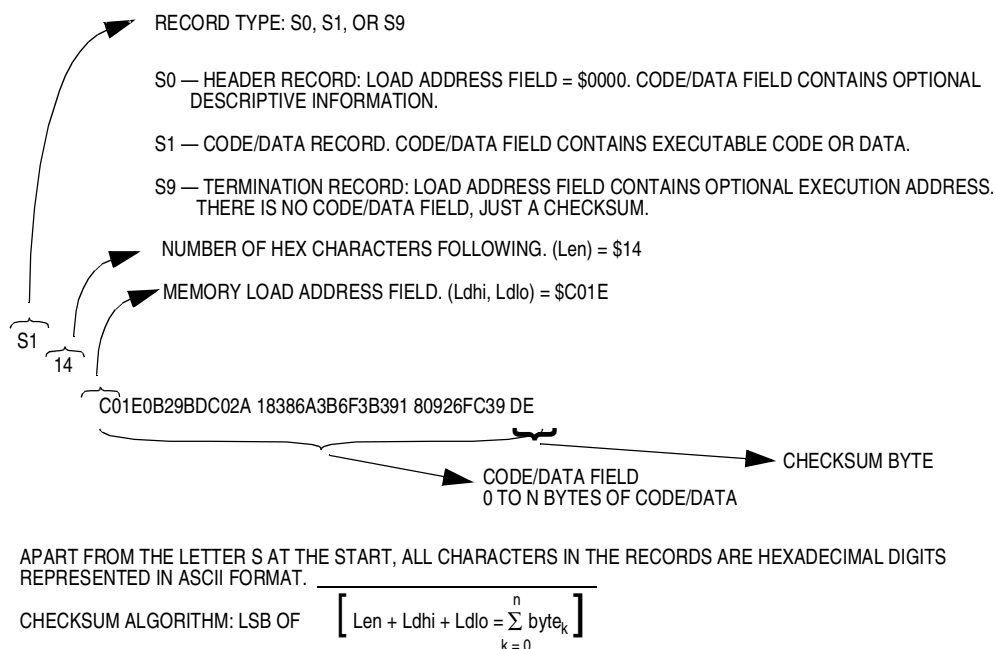 RECORD TYPE: S0, S1, OR S9
S0 — HEADER RECORD: LOAD ADDRESS FIELD = $0000. CODE/DATA FIELD CONTAINS OPTIONAL
DESCRIPTIVE INFORMATION.
S1 — CODE/DATA RECORD. CODE/DATA FIELD CONTAINS EXECUTABLE CODE OR DATA.
S9 — TERMINATION RECORD: LOAD ADDRESS FIELD CONTAINS OPTIONAL EXECUTION ADDRESS.
THERE IS NO CODE/DATA FIELD, JUST A CHECKSUM.
NUMBER OF HEX CHARACTERS FOLLOWING. (Len) = $14
MEMORY LOAD ADDRESS FIELD. (Ldhi, Ldlo) = $C01E
S1
14
C01E0B29BDC02A 18386A3B6F3B391 80926FC39 DE
CHECKSUM BYTE
CODE/DATA FIELD
0 TO N BYTES OF CODE/DATA
APART FROM THE LETTER S AT THE START, ALL CHARACTERS IN THE RECORDS ARE HEXADECIMAL DIGITS
REPRESENTED IN ASCII FORMAT.
CHECKSUM ALGORITHM: LSB OF [ Len + Ldhi + Ldlo = Σ byteₖ ]
n
k = 0